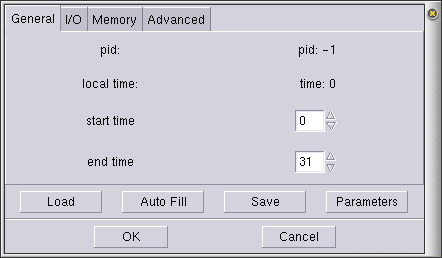 General I/O Memory Advanced
pid: pid: -1
local time: time: 0
start time 0
end time 31
Load Auto Fill Save Parameters
OK Cancel